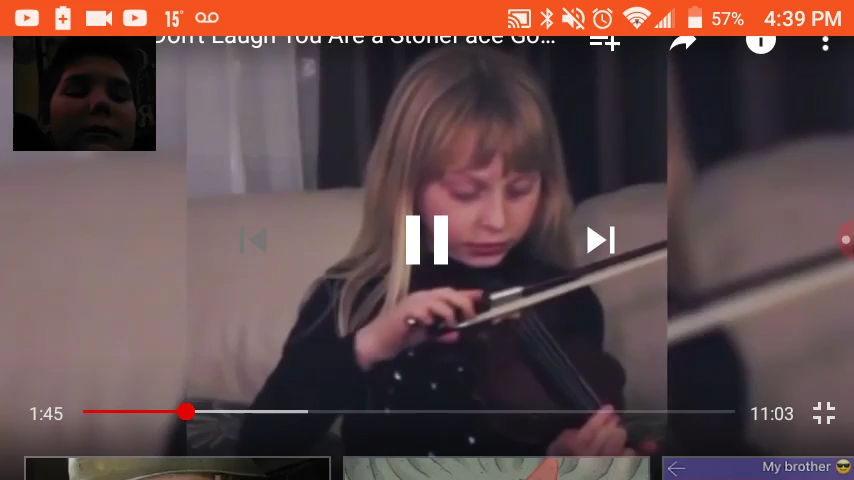 15°
57%
4:39 PM
Don't Laugh You Are a StoneFace Go…
1:45
11:03
My brother 😎